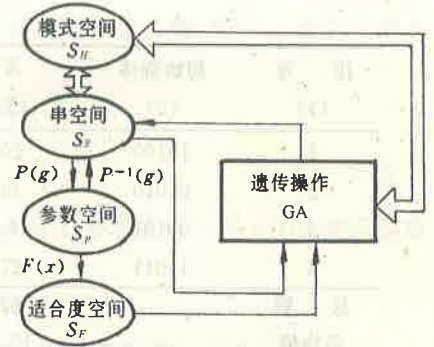 模式空间
S_H
串空间
S_g
P(g)
P⁻¹(g)
参数空间
S_p
F(x)
适合度空间
S_F
遗传操作
GA